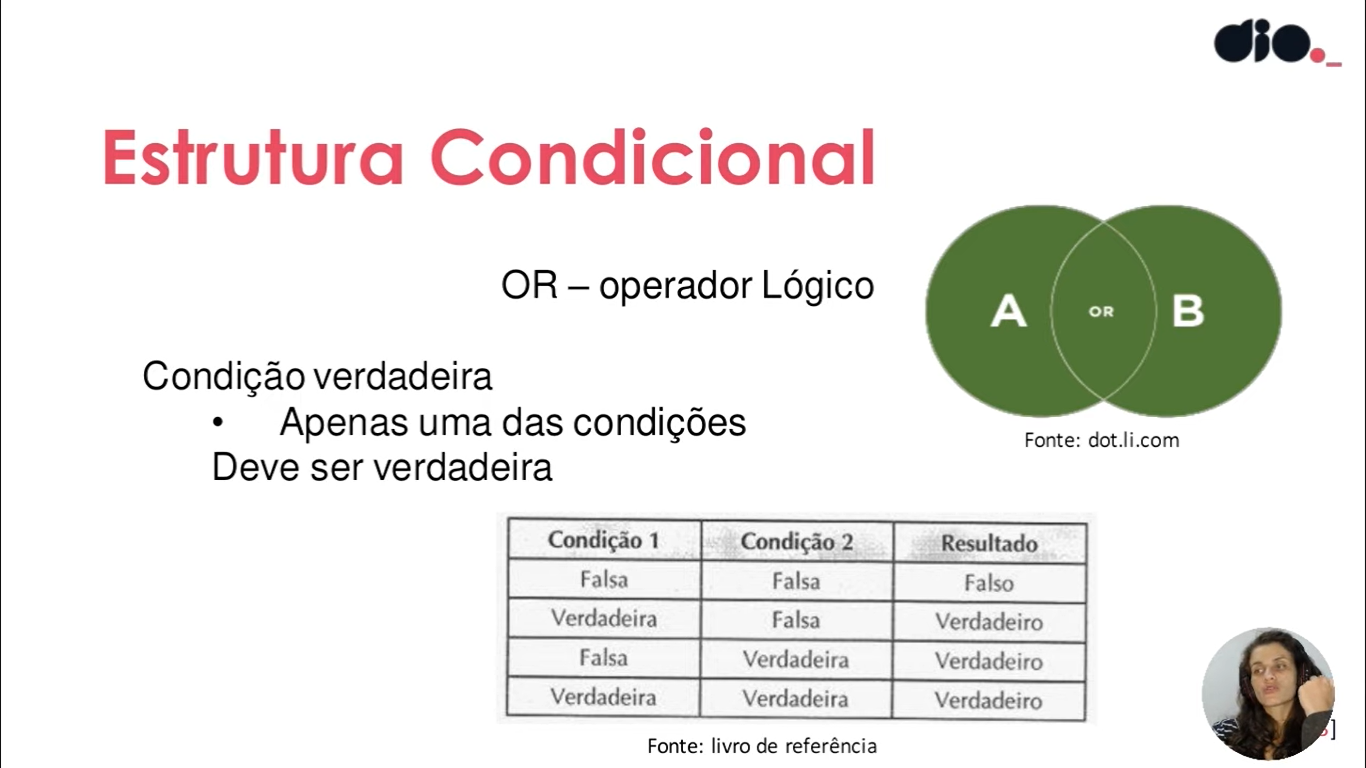 dio._
Estrutura Condicional
OR – operador Lógico
A OR B
Fonte: dot.li.com
Condição verdadeira
• Apenas uma das condições
Deve ser verdadeira
Condição 1 Condição 2 Resultado
Falsa Falsa Falso
Verdadeira Falsa Verdadeiro
Falsa Verdadeira Verdadeiro
Verdadeira Verdadeira Verdadeiro
Fonte: livro de referência
]